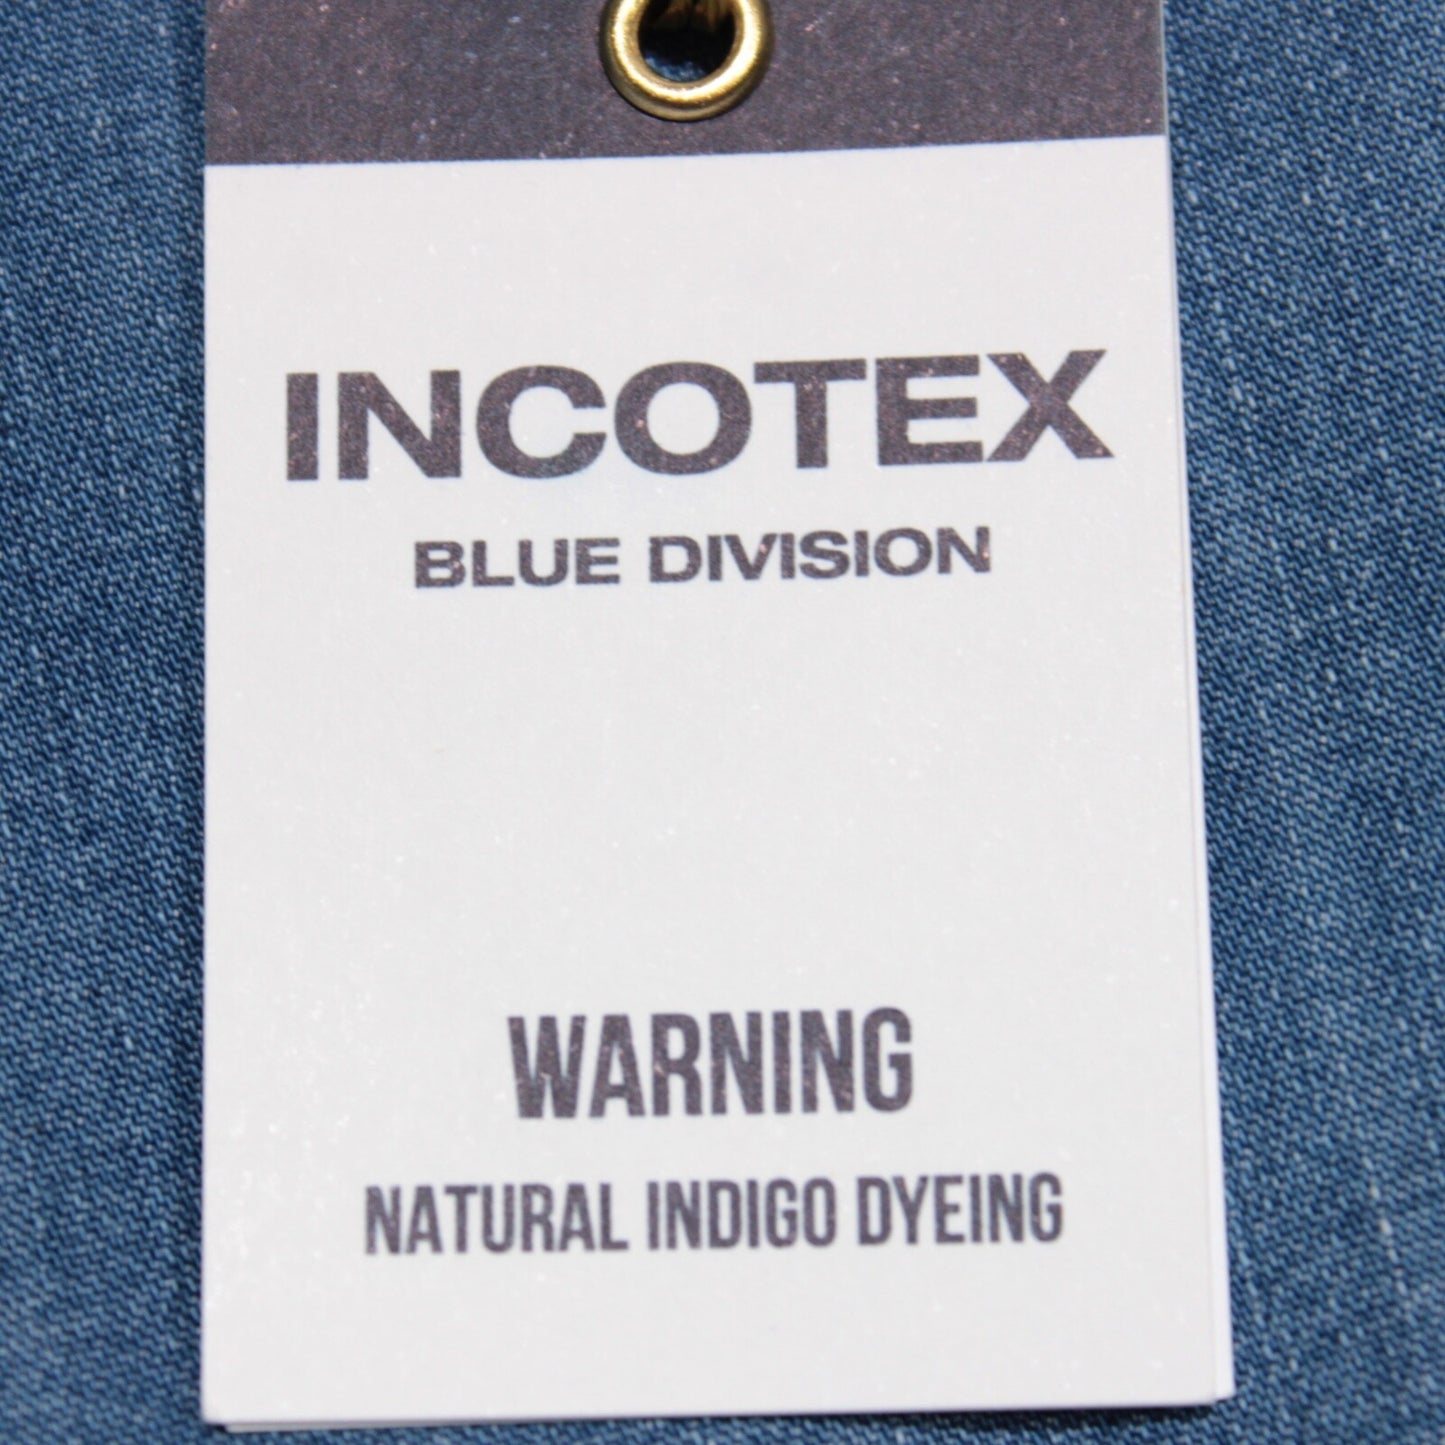 INCOTEX
BLUE DIVISION
WARNING
NATURAL INDIGO DYEING